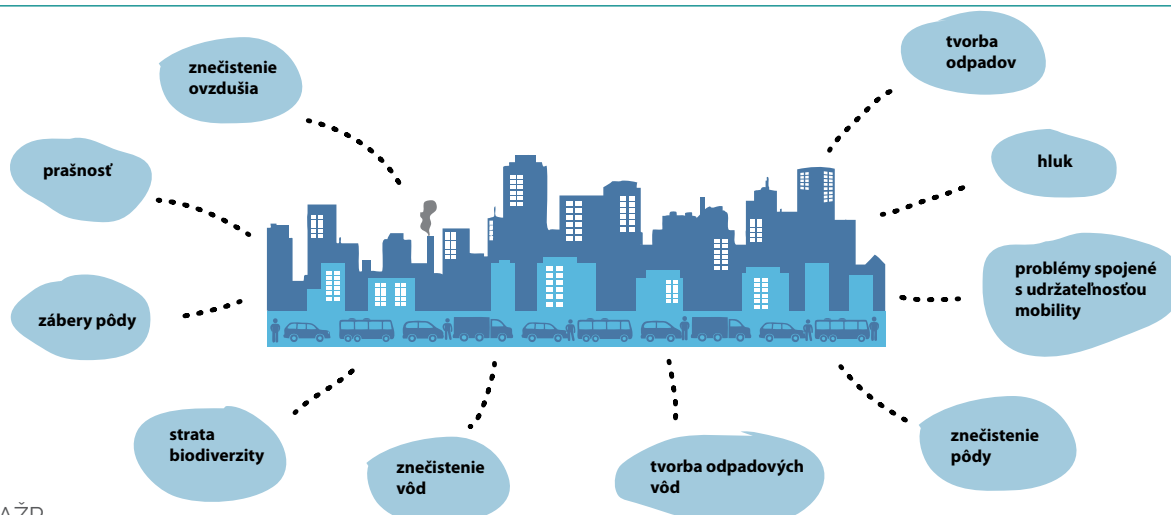 znečistenie
ovzdušia
tvorba
odpadov
prašnosť
hluk
zábery pôdy
problémy spojené
s udržateľnosťou
mobility
strata
biodiverzity
znečistenie
vôd
tvorba odpadových
vôd
znečistenie
pôdy